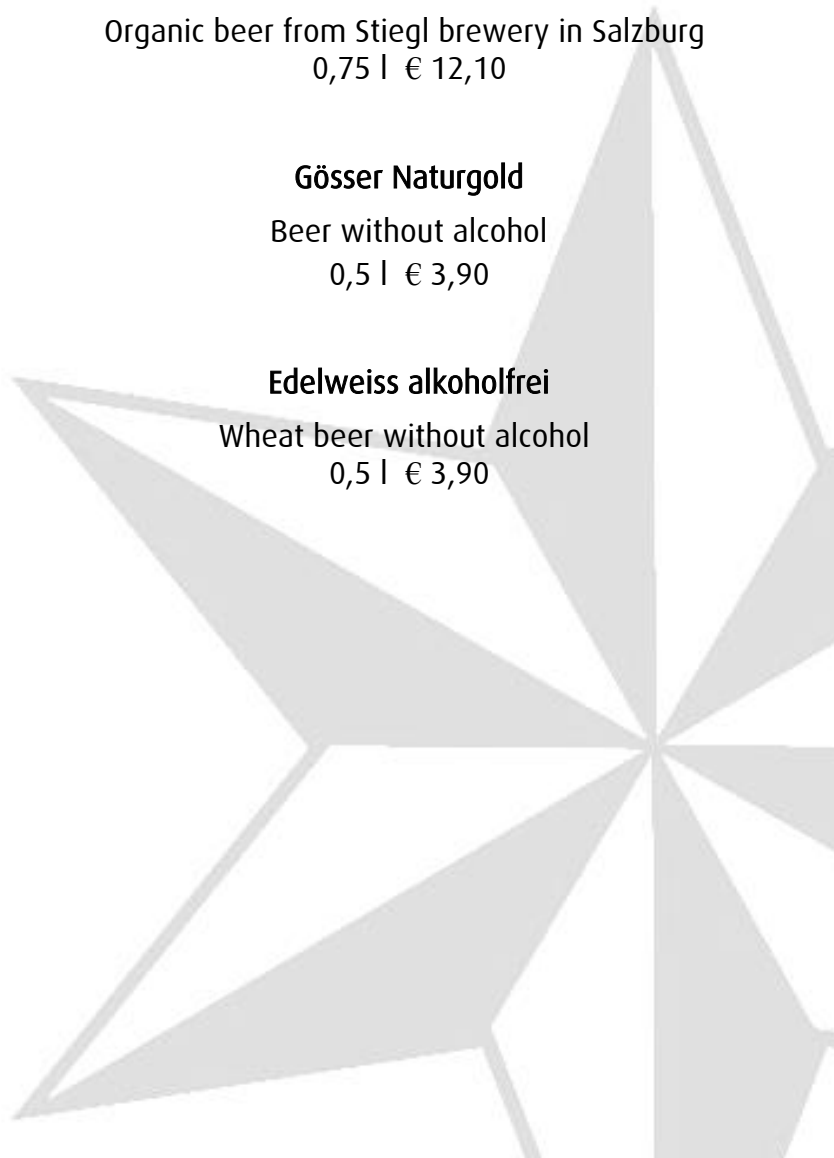 Organic beer from Stiegl brewery in Salzburg
0,75 l € 12,10
Gösser Naturgold
Beer without alcohol
0,5 l € 3,90
Edelweiss alkoholfrei
Wheat beer without alcohol
0,5 l € 3,90